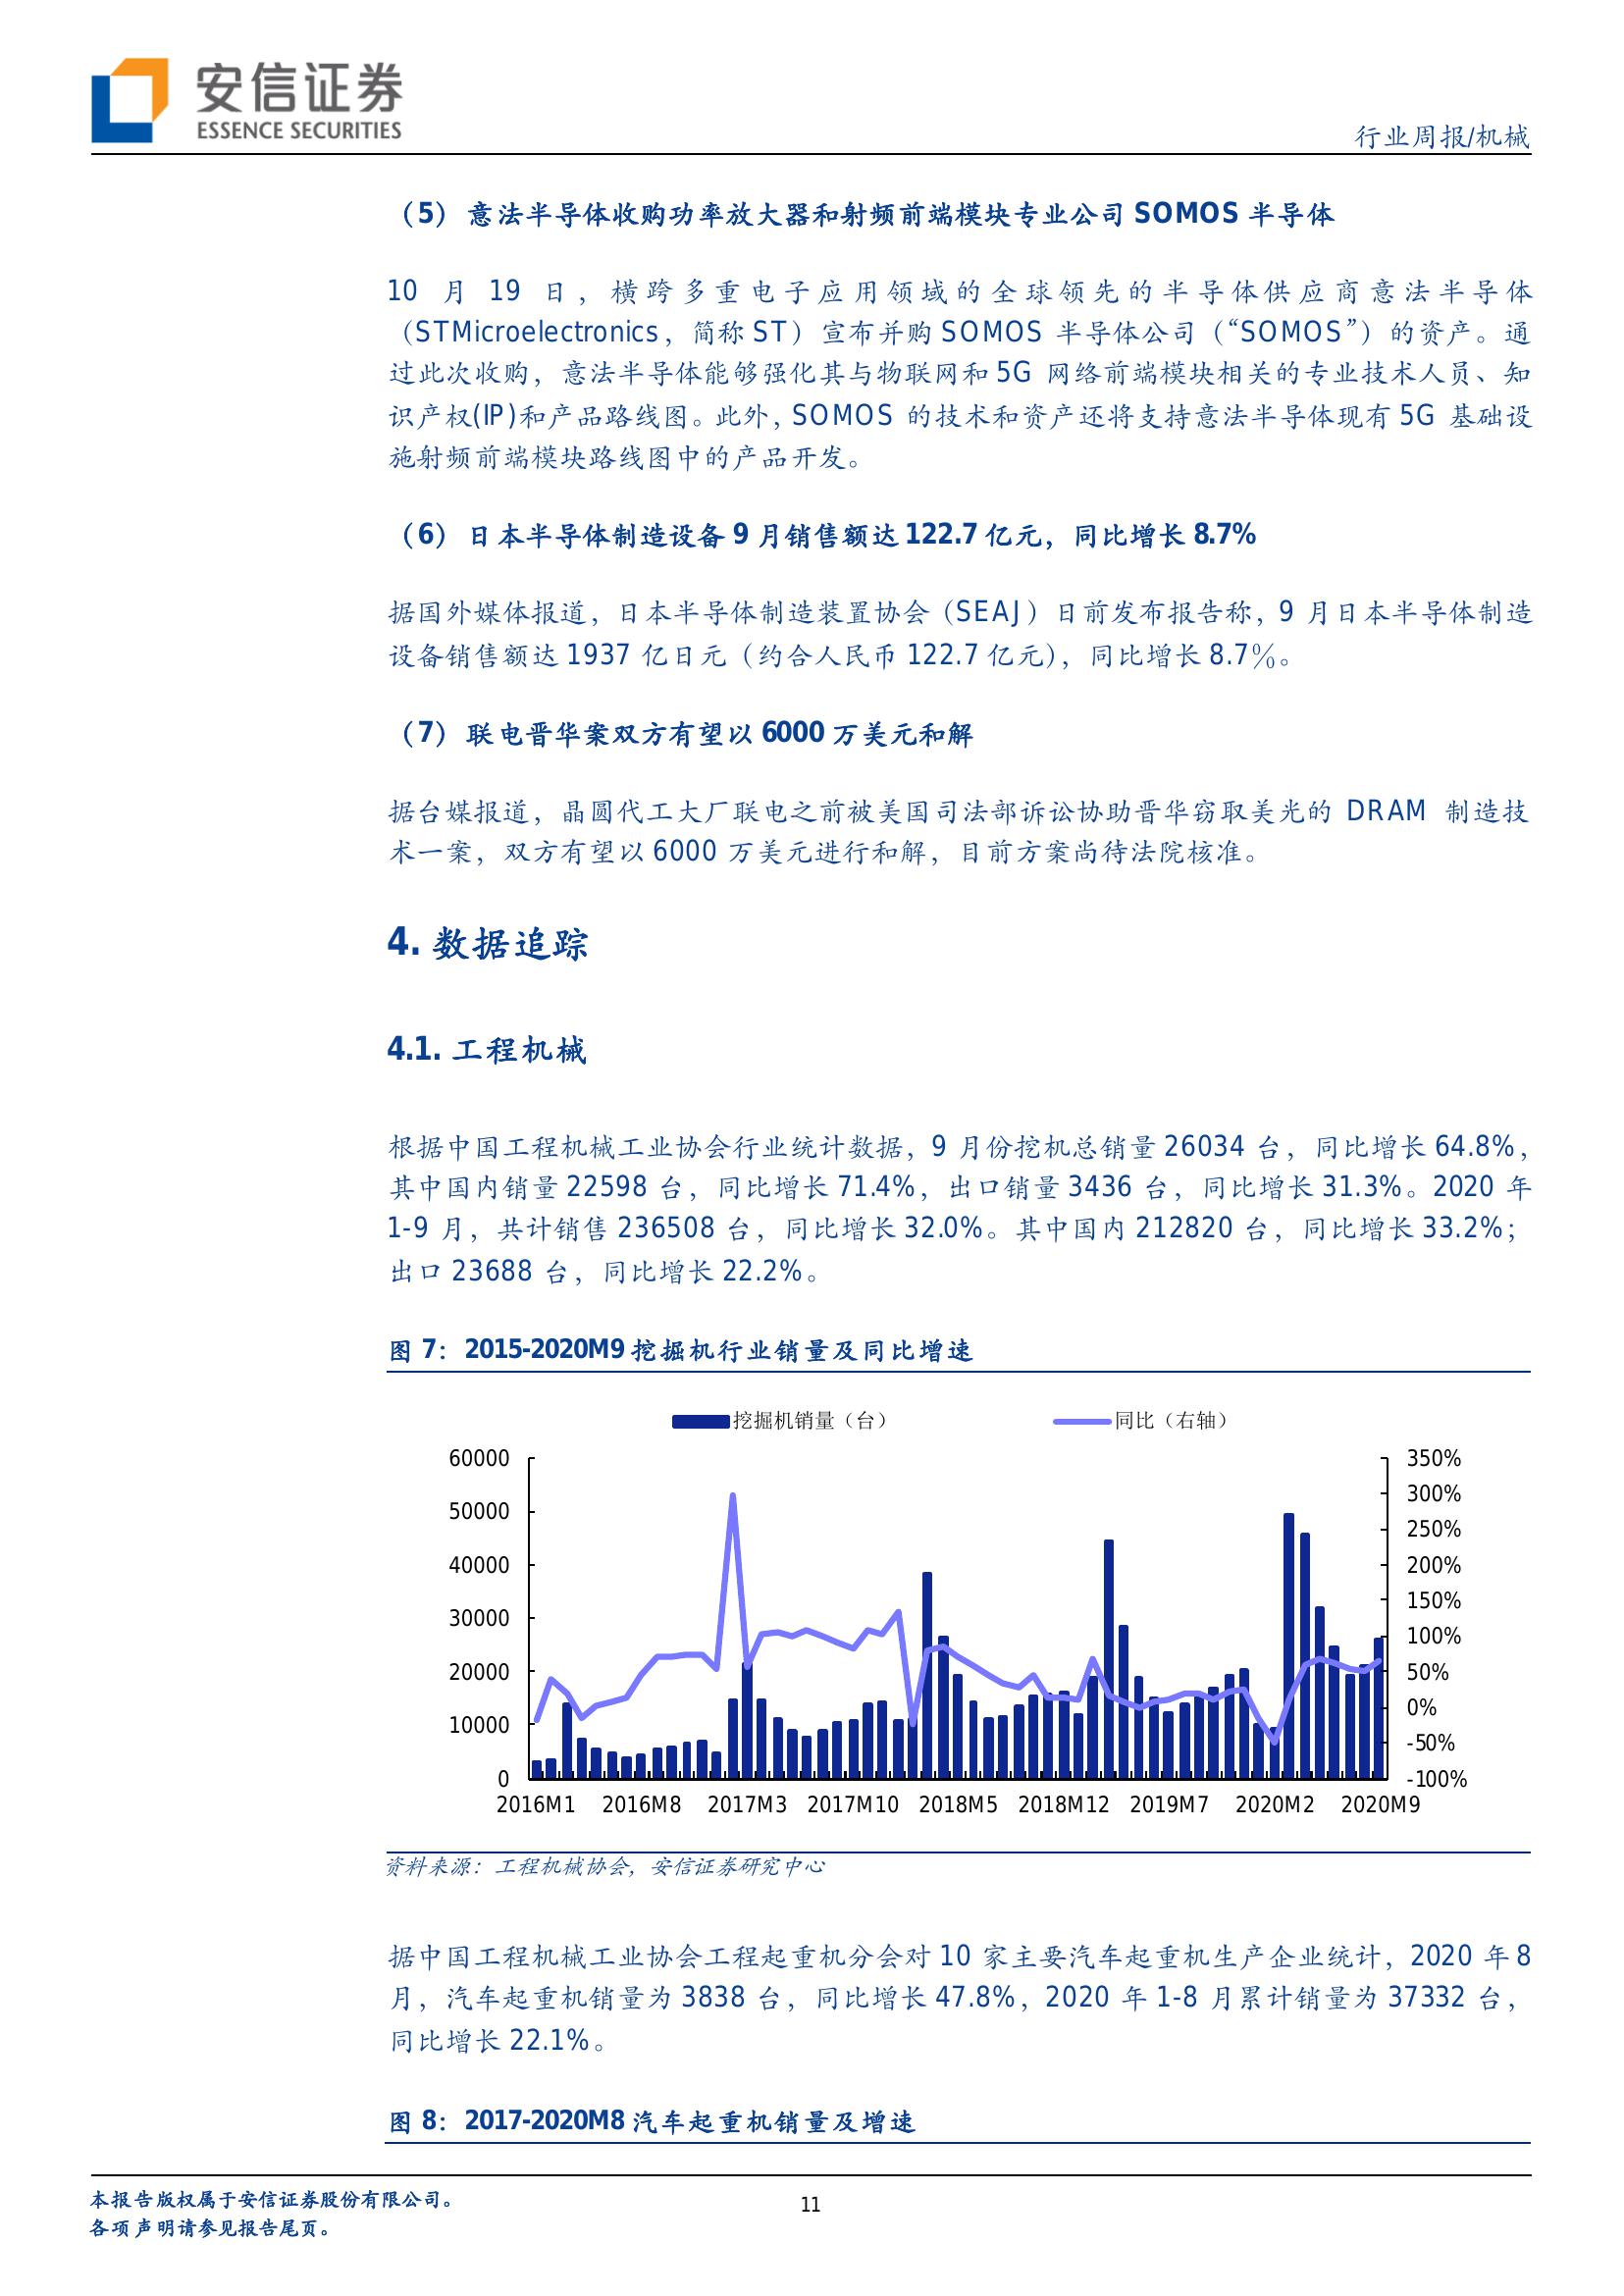 安信证券
ESSENCE SECURITIES
行业周报/机械
（5）意法半导体收购功率放大器和射频前端模块专业公司 SOMOS 半导体
10 月 19 日，横跨多重电子应用领域的全球领先的半导体供应商意法半导体
（STMicroelectronics，简称 ST）宣布并购 SOMOS 半导体公司（“SOMOS”）的资产。通
过此次收购，意法半导体能够强化其与物联网和 5G 网络前端模块相关的专业技术人员、知
识产权(IP)和产品路线图。此外，SOMOS 的技术和资产还将支持意法半导体现有 5G 基础设
施射频前端模块路线图中的产品开发。
（6）日本半导体制造设备 9 月销售额达 122.7 亿元，同比增长 8.7%
据国外媒体报道，日本半导体制造装置协会（SEAJ）日前发布报告称，9 月日本半导体制造
设备销售额达 1937 亿日元（约合人民币 122.7 亿元），同比增长 8.7%。
（7）联电晋华案双方有望以 6000 万美元和解
据台媒报道，晶圆代工大厂联电之前被美国司法部诉讼协助晋华窃取美光的 DRAM 制造技
术一案，双方有望以 6000 万美元进行和解，目前方案尚待法院核准。
4. 数据追踪
4.1. 工程机械
根据中国工程机械工业协会行业统计数据，9 月份挖机总销量 26034 台，同比增长 64.8%，
其中国内销量 22598 台，同比增长 71.4%，出口销量 3436 台，同比增长 31.3%。2020 年
1-9 月，共计销售 236508 台，同比增长 32.0%。其中国内 212820 台，同比增长 33.2%；
出口 23688 台，同比增长 22.2%。
图 7：2015-2020M9 挖掘机行业销量及同比增速
挖掘机销量（台） 同比（右轴）
60000 350%
50000 300%
40000 250%
30000 200%
20000 150%
10000 100%
0 50%
0%
-50%
-100%
2016M1 2016M8 2017M3 2017M10 2018M5 2018M12 2019M7 2020M2 2020M9
资料来源：工程机械协会，安信证券研究中心
据中国工程机械工业协会工程起重机分会对 10 家主要汽车起重机生产企业统计，2020 年 8
月，汽车起重机销量为 3838 台，同比增长 47.8%，2020 年 1-8 月累计销量为 37332 台，
同比增长 22.1%。
图 8：2017-2020M8 汽车起重机销量及增速
本报告版权属于安信证券股份有限公司。
各项声明请参见报告尾页。
11